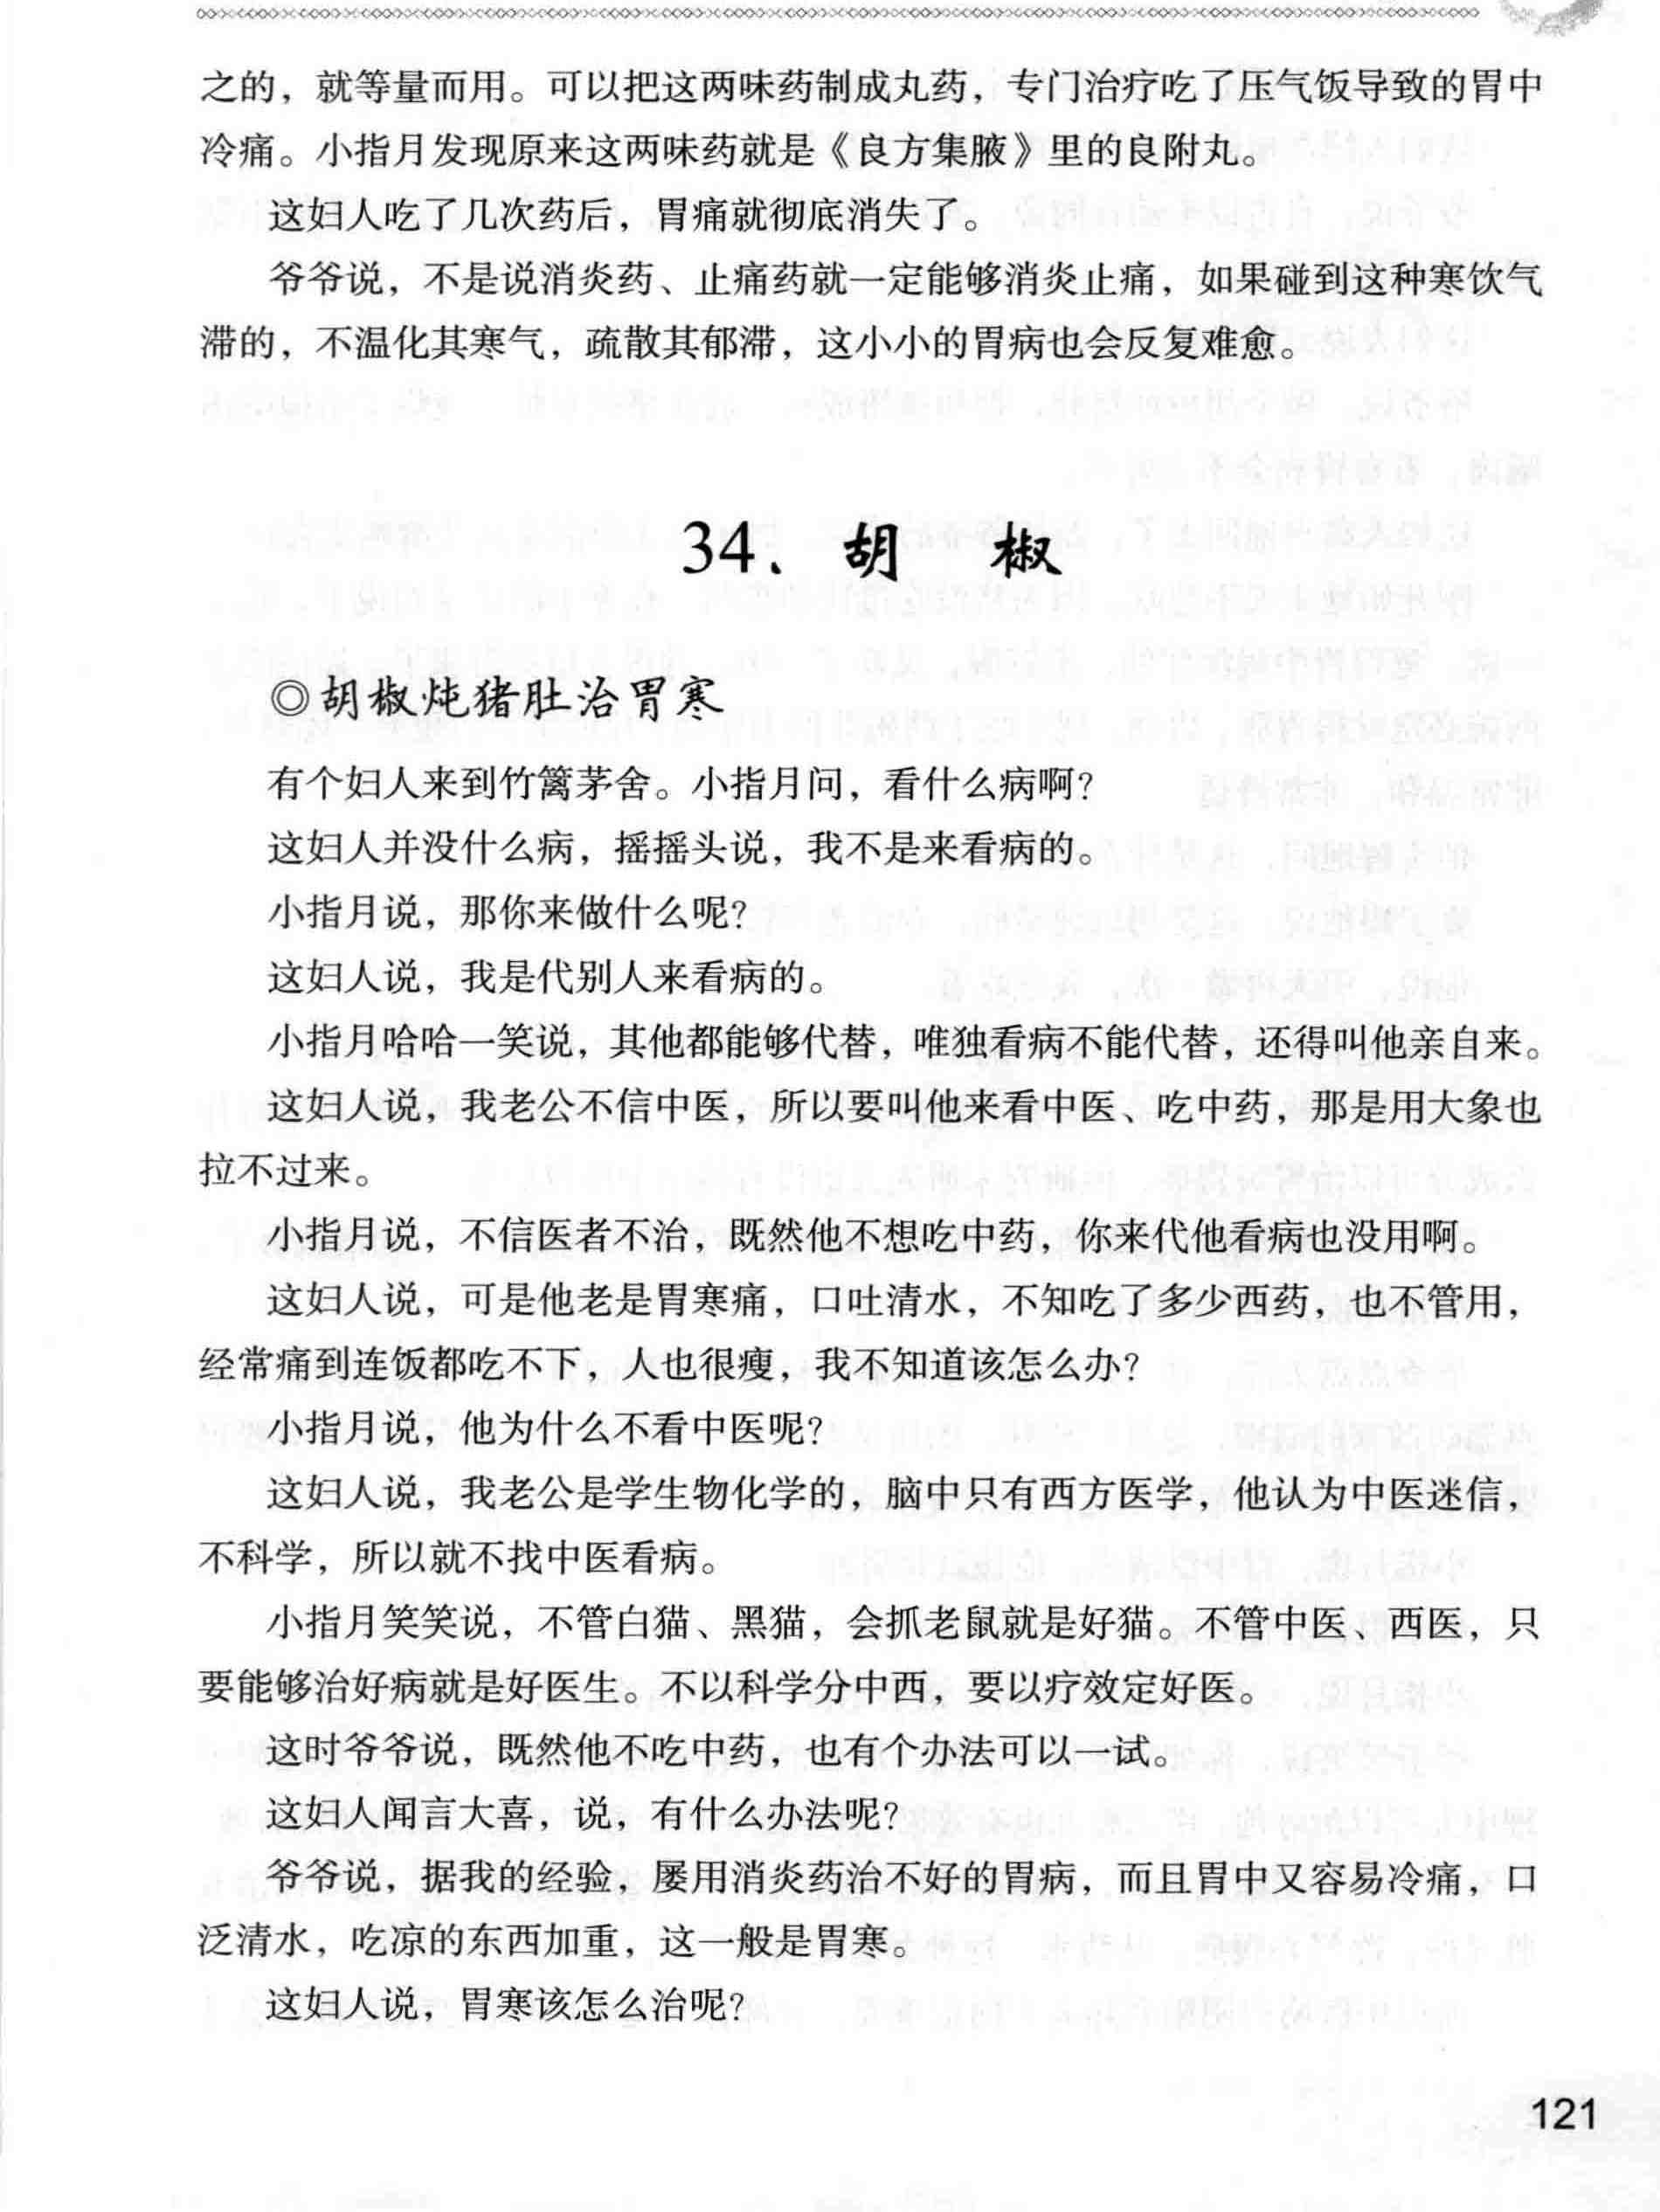 之的，就等量而用。可以把这两味药制成丸药，专门治疗吃了压气饭导致的胃中
冷痛。小指月发现原来这两味药就是《良方集腋》里的良附丸。
这妇人吃了几次药后，胃痛就彻底消失了。
爷爷说，不是说消炎药、止痛药就一定能够消炎止痛，如果碰到这种寒饮气
滞的，不温化其寒气，疏散其郁滞，这小小的胃病也会反复难愈。
34、胡　椒
◎胡椒炖猪肚治胃寒
有个妇人来到竹篱茅舍。小指月问，看什么病啊？
这妇人并没什么病，摇摇头说，我不是来看病的。
小指月说，那你来做什么呢？
这妇人说，我是代别人来看病的。
小指月哈哈一笑说，其他都能够代替，唯独看病不能代替，还得叫他亲自来。
这妇人说，我老公不信中医，所以要叫他来看中医、吃中药，那是用大象也
拉不过来。
小指月说，不信医者不治，既然他不想吃中药，你来代他看病也没用啊。
这妇人说，可是他老是胃寒痛，口吐清水，不知吃了多少西药，也不管用，
经常痛到连饭都吃不下，人也很瘦，我不知道该怎么办？
小指月说，他为什么不看中医呢？
这妇人说，我老公是学生物化学的，脑中只有西方医学，他认为中医迷信，
不科学，所以就不找中医看病。
小指月笑笑说，不管白猫、黑猫，会抓老鼠就是好猫。不管中医、西医，只
要能够治好病就是好医生。不以科学分中西，要以疗效定好医。
这时爷爷说，既然他不吃中药，也有个办法可以一试。
这妇人闻言大喜，说，有什么办法呢？
爷爷说，据我的经验，屡用消炎药治不好的胃病，而且胃中又容易冷痛，口
泛清水，吃凉的东西加重，这一般是胃寒。
这妇人说，胃寒该怎么治呢？
121